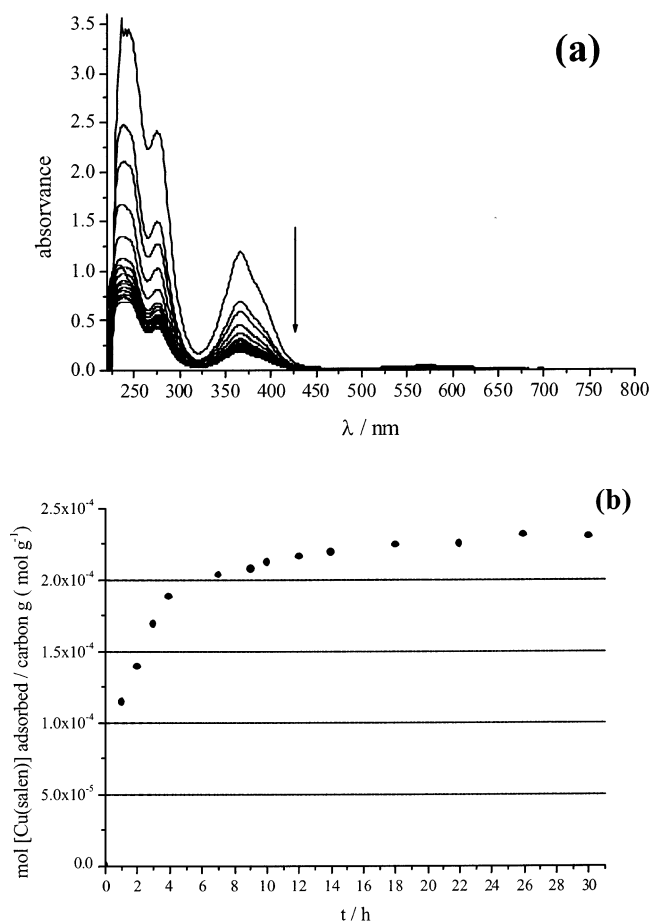 (a)
absorvance
3.5
3.0
2.5
2.0
1.5
1.0
0.5
0.0
250 300 350 400 450 500 550 600 650 700 750 800
λ / nm
(b)
mol [Cu(salen)] adsorbed / carbon g ( mol g⁻¹)
2.5x10⁻⁴
2.0x10⁻⁴
1.5x10⁻⁴
1.0x10⁻⁴
5.0x10⁻⁵
0.0
0 2 4 6 8 10 12 14 16 18 20 22 24 26 28 30
t / h